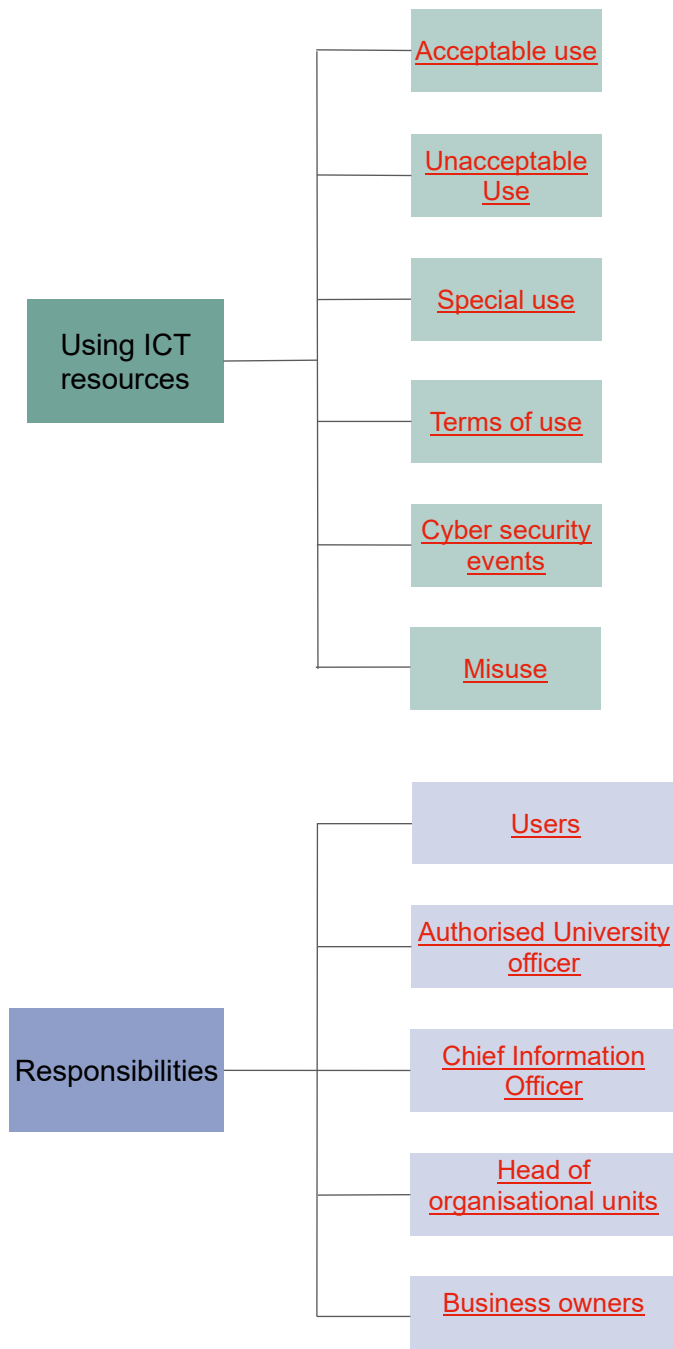 Using ICT
resources
Acceptable use
Unacceptable
Use
Special use
Terms of use
Cyber security
events
Misuse
Responsibilities
Users
Authorised University
officer
Chief Information
Officer
Head of
organisational units
Business owners